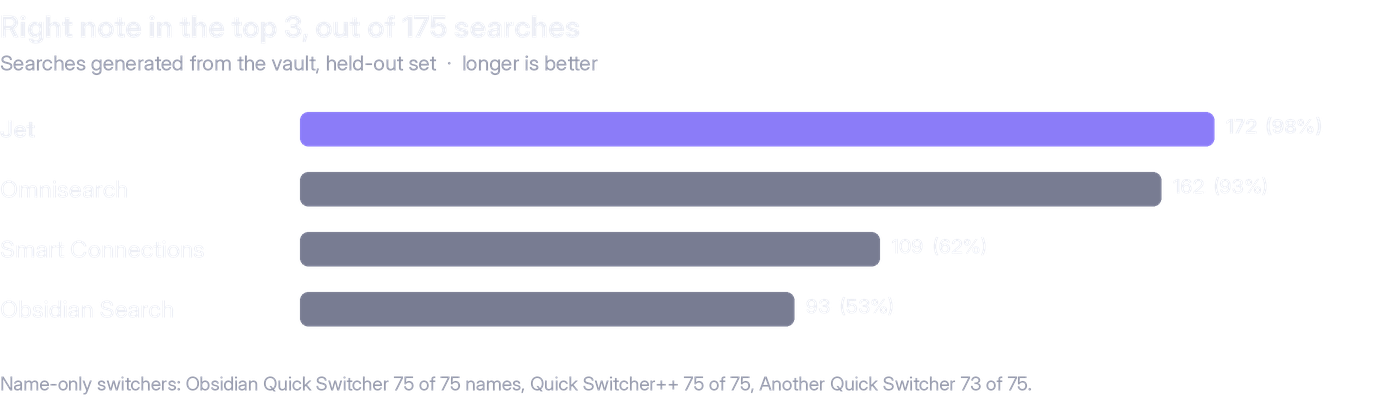 Right note in the top 3, out of 175 searches
Searches generated from the vault, held-out set · longer is better
Jet 172 (98%)
Omnisearch 162 (93%)
Smart Connections 109 (62%)
Obsidian Search 93 (53%)
Name-only switchers: Obsidian Quick Switcher 75 of 75 names, Quick Switcher++ 75 of 75, Another Quick Switcher 73 of 75.